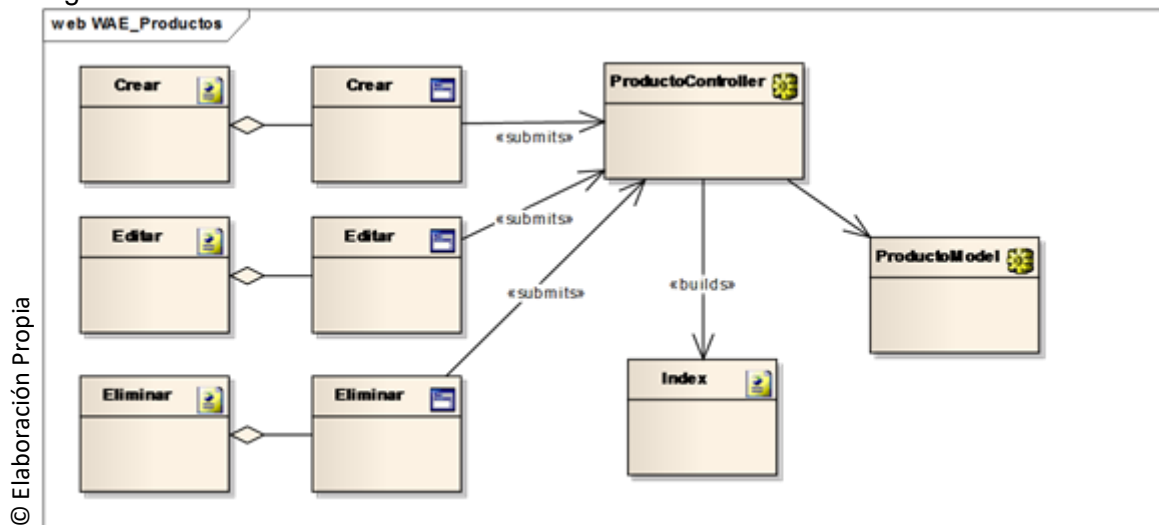 web WAE_Productos
Crear
Crear
ProductoController
«submits»
Editar
Editar
«submits»
ProductoModel
«submits»
«builds»
Eliminar
Eliminar
Index
© Elaboración Propia